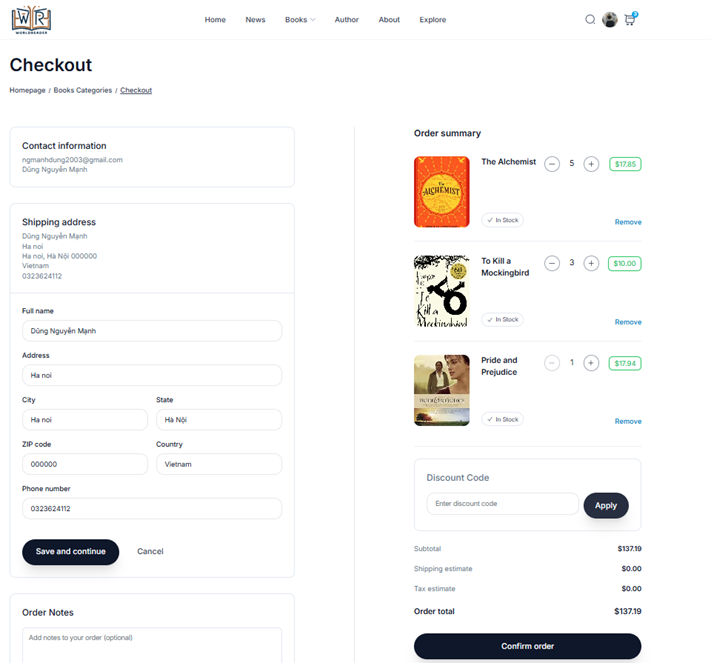 WR
WORLDREADER
Home News Books Author About Explore
3
Checkout
Homepage / Books Categories / Checkout
Contact information
ngmanhdung2003@gmail.com
Dũng Nguyễn Mạnh
Shipping address
Dũng Nguyễn Mạnh
Ha noi
Ha noi, Hà Nội 000000
Vietnam
0323624112
Full name
Dũng Nguyễn Mạnh
Address
Ha noi
City State
Ha noi Hà Nội
ZIP code Country
000000 Vietnam
Phone number
0323624112
Save and continue Cancel
Order Notes
Add notes to your order (optional)
Order summary
The Alchemist 5 $17.85
The
ALCHEMIST
In Stock
Remove
To Kill a
Mockingbird
3 $10.00
To Kill a
Mockingbird
In Stock
Remove
Pride and
Prejudice
1 $17.94
In Stock
Remove
Discount Code
Enter discount code Apply
Subtotal $137.19
Shipping estimate $0.00
Tax estimate $0.00
Order total $137.19
Confirm order